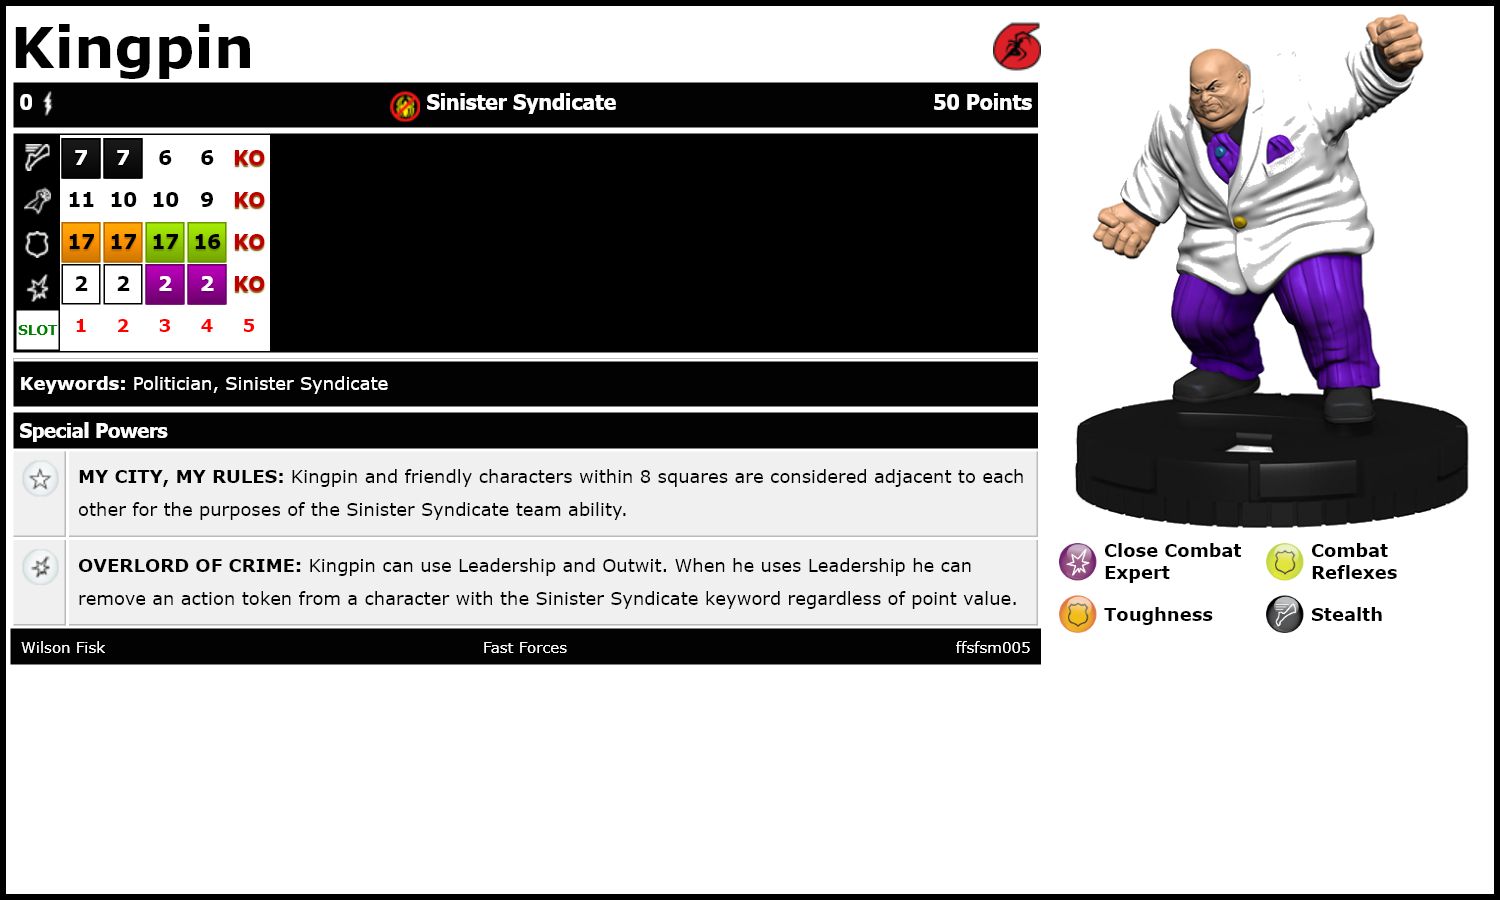 Kingpin
0 Sinister Syndicate 50 Points
7 7 6 6 KO
11 10 10 9 KO
17 17 17 16 KO
2 2 2 2 KO
SLOT 1 2 3 4 5
Keywords: Politician, Sinister Syndicate
Special Powers
MY CITY, MY RULES: Kingpin and friendly characters within 8 squares are considered adjacent to each
other for the purposes of the Sinister Syndicate team ability.
OVERLORD OF CRIME: Kingpin can use Leadership and Outwit. When he uses Leadership he can
remove an action token from a character with the Sinister Syndicate keyword regardless of point value.
Wilson Fisk Fast Forces ffsfsm005
Close Combat
Expert
Combat
Reflexes
Toughness
Stealth